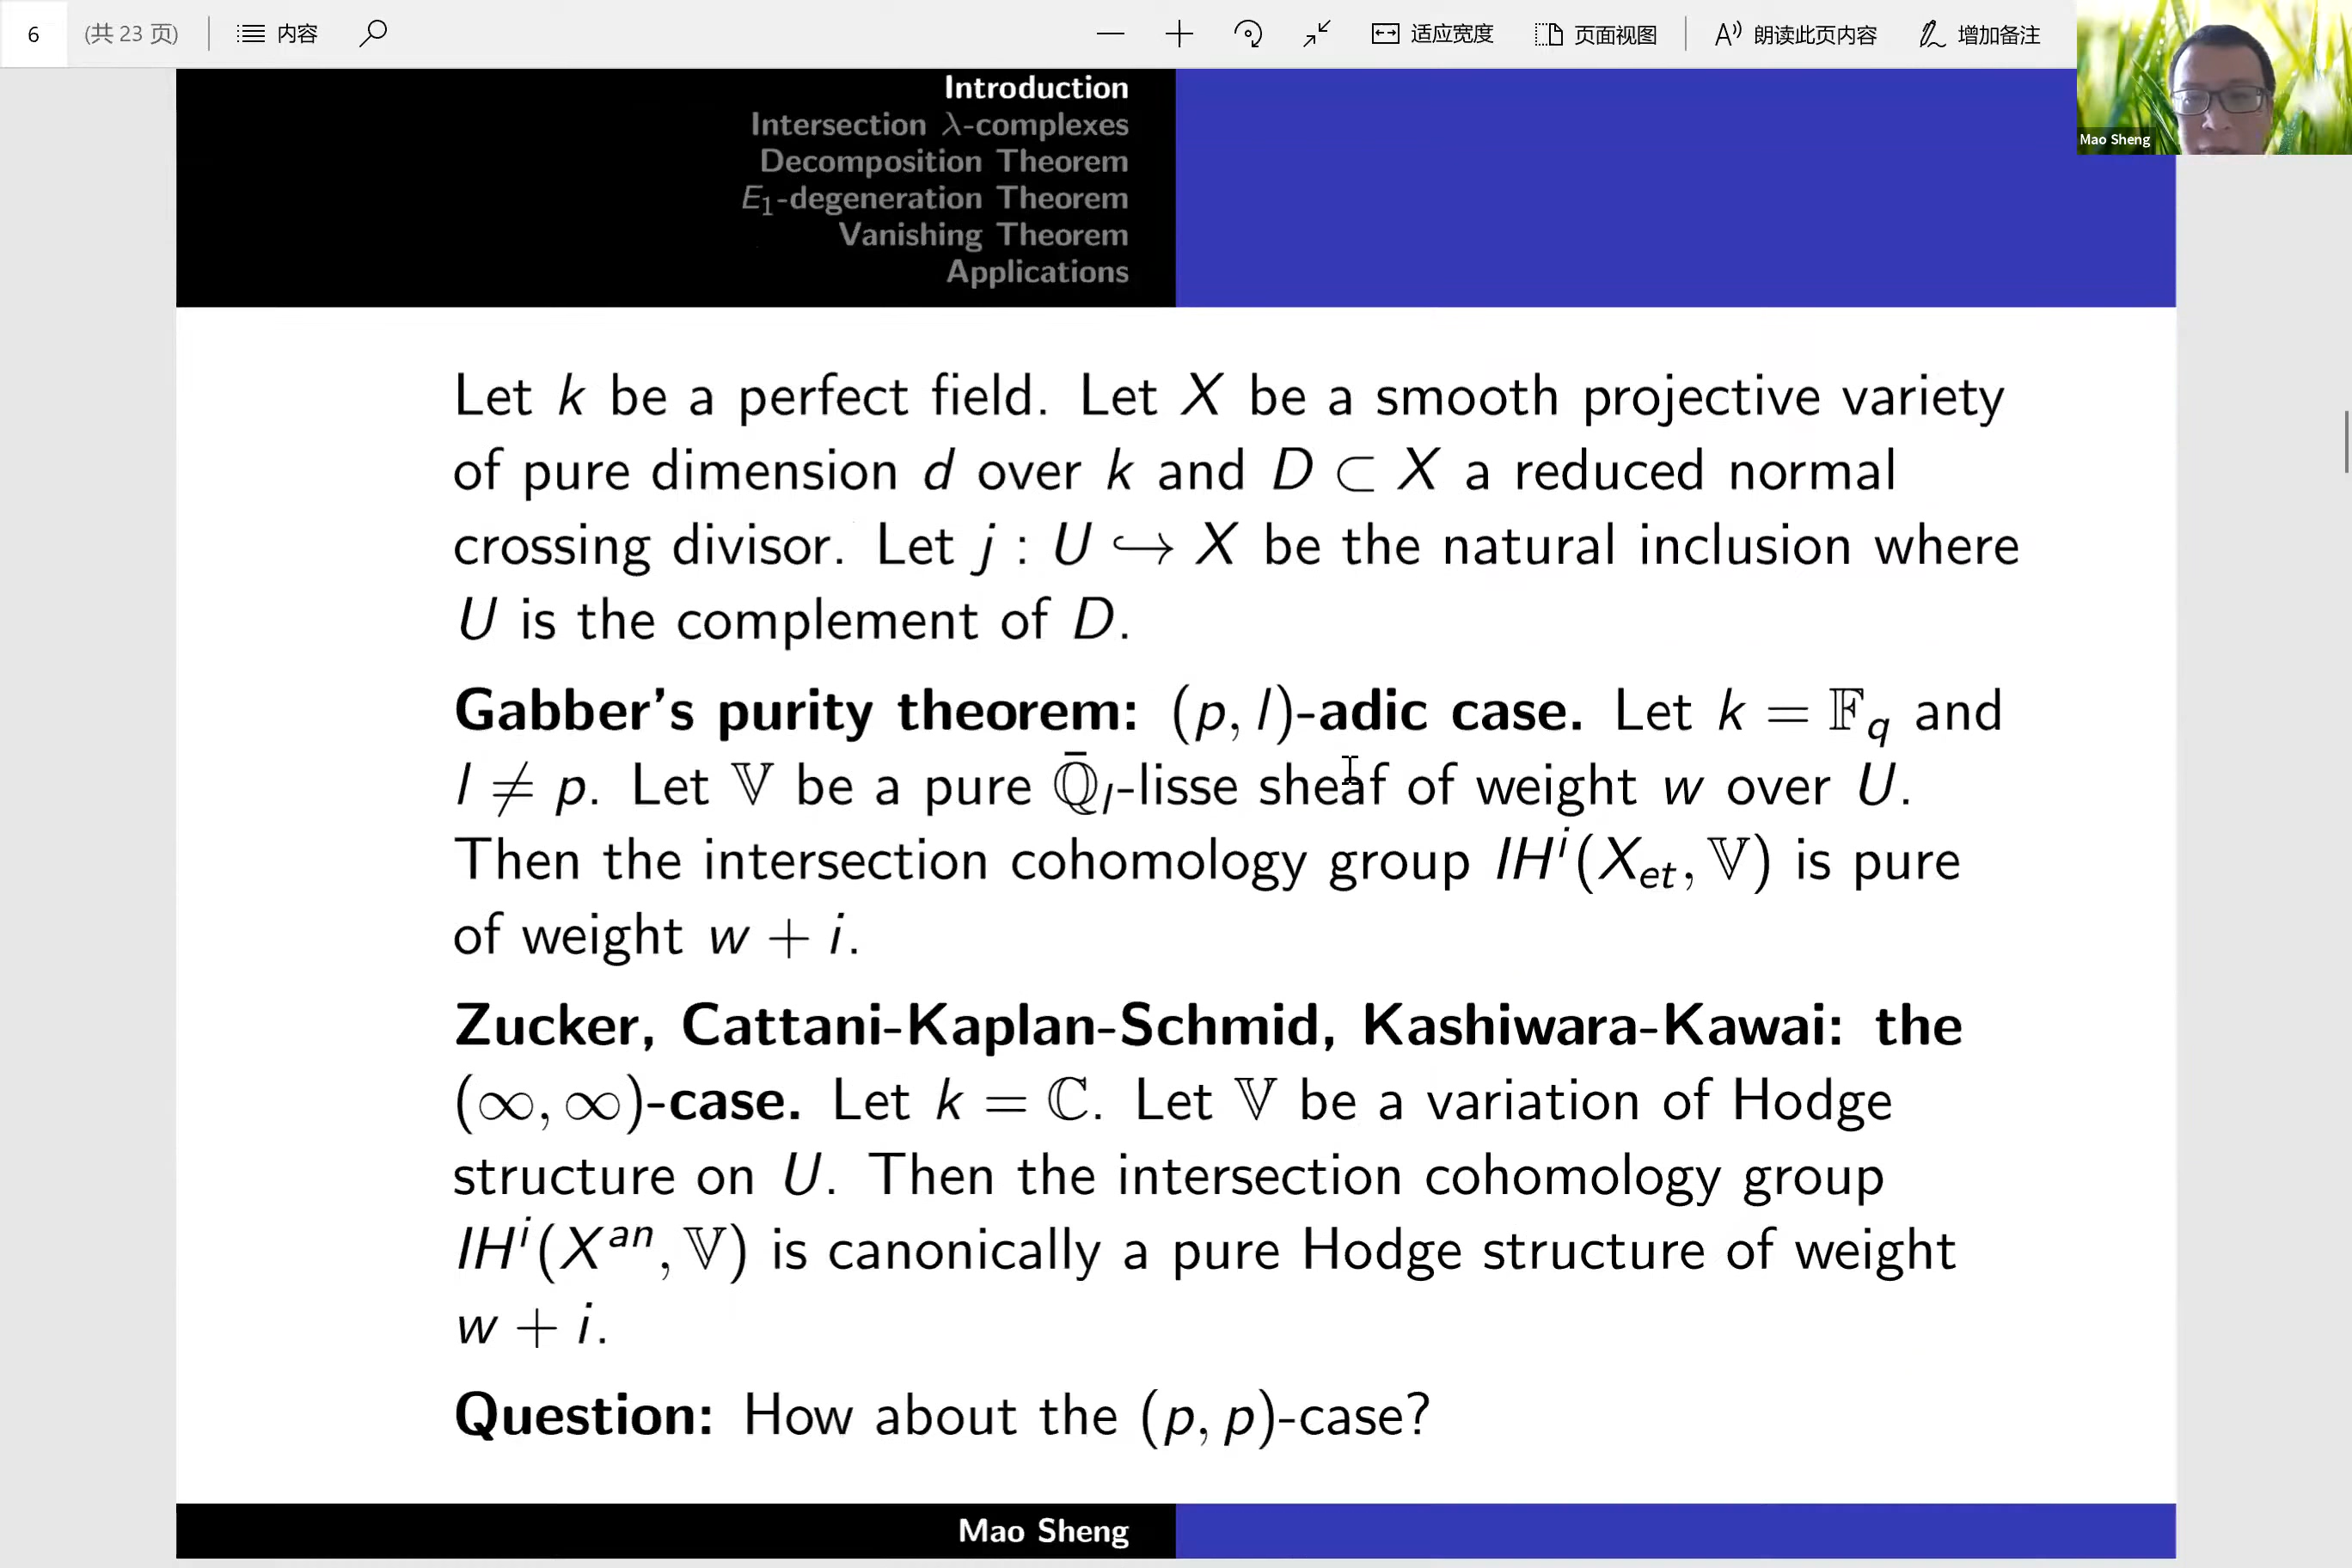 6 (共 23 页) 内容 适应宽度 页面视图 A 朗读此页内容 增加备注
Mao Sheng
Introduction
Intersection λ-complexes
Decomposition Theorem
E₁-degeneration Theorem
Vanishing Theorem
Applications
Let k be a perfect field. Let X be a smooth projective variety
of pure dimension d over k and D ⊂ X a reduced normal
crossing divisor. Let j : U ↪ X be the natural inclusion where
U is the complement of D.
Gabber's purity theorem: (p, l)-adic case. Let k = 𝔽_q and
l ≠ p. Let 𝕍 be a pure ℚ̄_l-lisse sheaf of weight w over U.
Then the intersection cohomology group IH^i(X_et, 𝕍) is pure
of weight w + i.
Zucker, Cattani-Kaplan-Schmid, Kashiwara-Kawai: the
(∞, ∞)-case. Let k = ℂ. Let 𝕍 be a variation of Hodge
structure on U. Then the intersection cohomology group
IH^i(X^an, 𝕍) is canonically a pure Hodge structure of weight
w + i.
Question: How about the (p, p)-case?
Mao Sheng